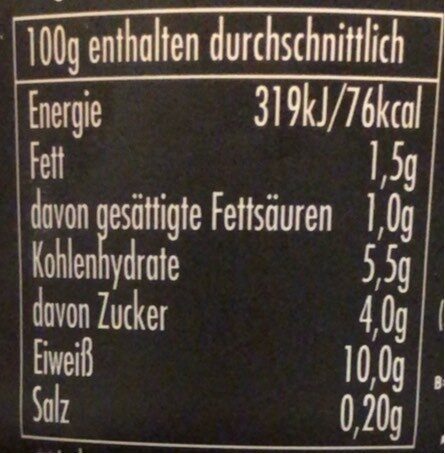 100g enthalten durchschnittlich
Energie 319kJ/76kcal
Fett 1,5g
davon gesättigte Fettsäuren 1,0g
Kohlenhydrate 5,5g
davon Zucker 4,0g
Eiweiß 10,0g
Salz 0,20g